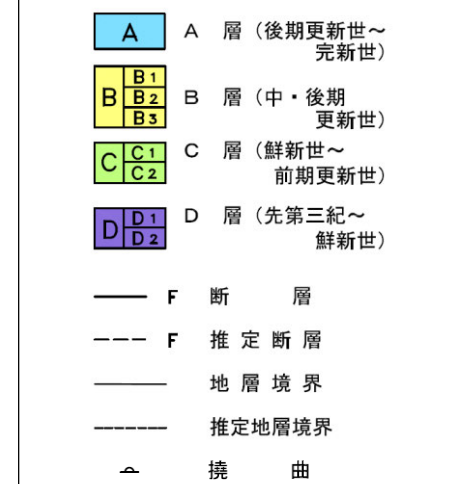 A A 層（後期更新世～
完新世）
B B1 B2 B3 B 層（中・後期
更新世）
C C1 C2 C 層（鮮新世～
前期更新世）
D D1 D2 D 層（先第三紀～
鮮新世）
F 断 層
F 推定断層
地層境界
推定地層境界
撓 曲